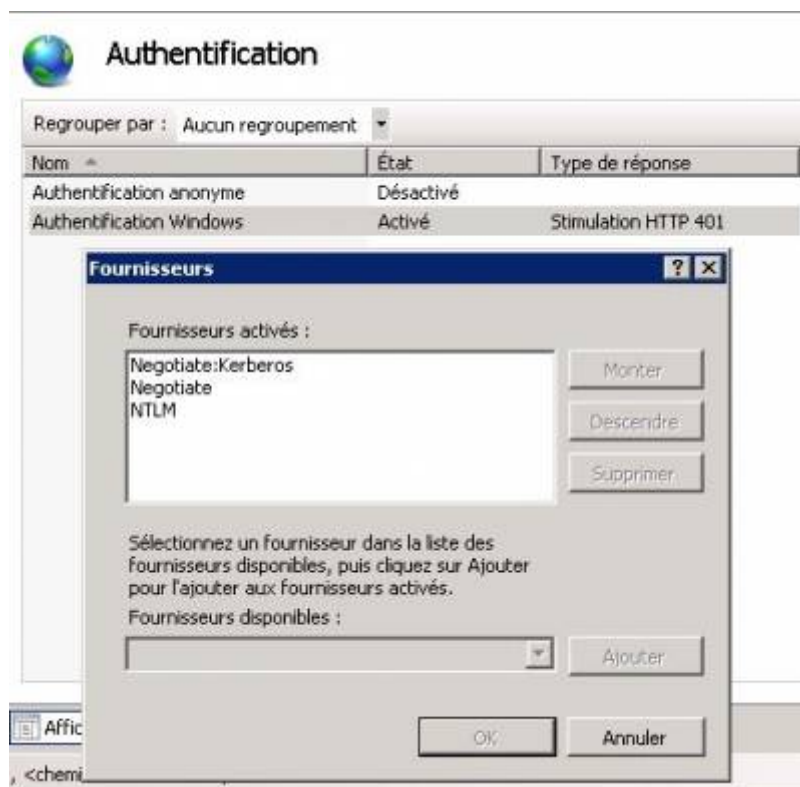 Authentification
Regrouper par : Aucun regroupement
Nom État Type de réponse
Authentification anonyme Désactivé
Authentification Windows Activé Stimulation HTTP 401
Fournisseurs
Fournisseurs activés :
Negotiate:Kerberos
Negotiate
NTLM
Monter
Descendre
Supprimer
Sélectionnez un fournisseur dans la liste des
fournisseurs disponibles, puis cliquez sur Ajouter
pour l'ajouter aux fournisseurs activés.
Fournisseurs disponibles :
Ajouter
Affic
OK
Annuler
, <chemi